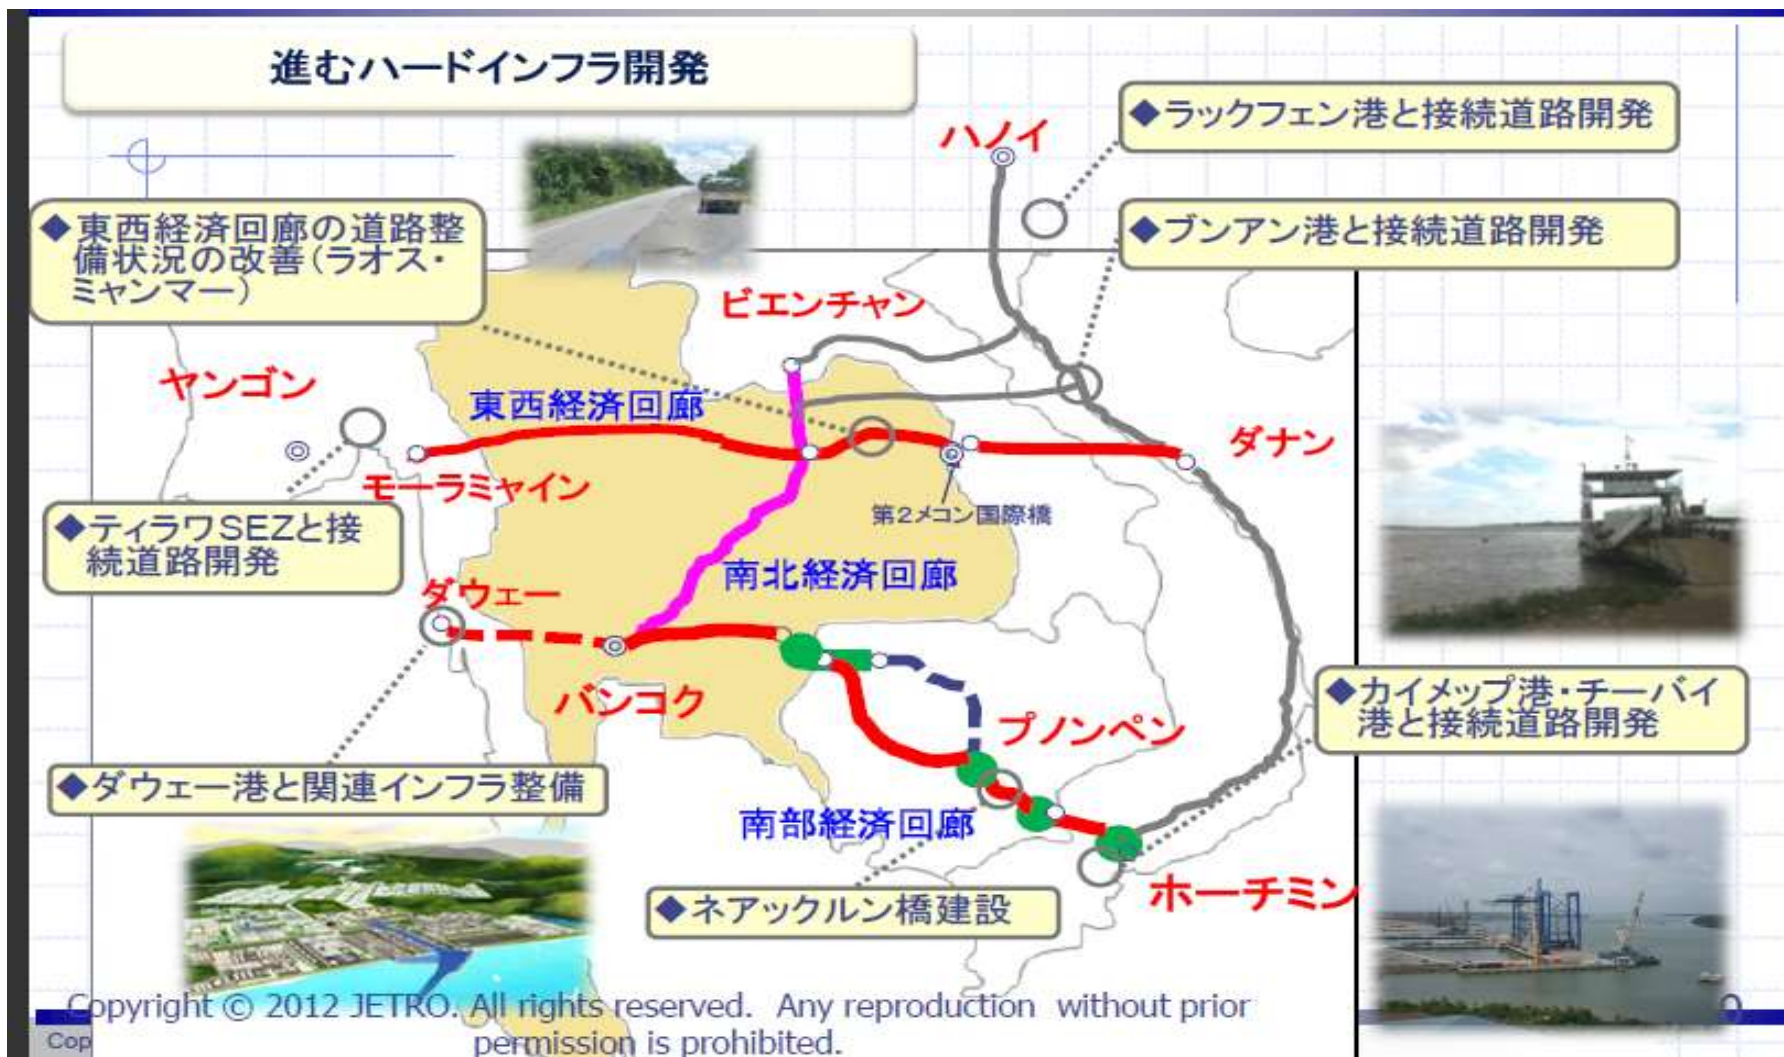 進むハードインフラ開発
◆ラックフェン港と接続道路開発
ハノイ
◆東西経済回廊の道路整
備状況の改善(ラオス・
ミャンマー)
◆ブンアン港と接続道路開発
ビエンチャン
ヤンゴン
東西経済回廊
ダナン
モーラミャイン
第2メコン国際橋
◆ティラワSEZと接
続道路開発
南北経済回廊
ダウェー
バンコク
プノンペン
◆カイメップ港・チーバイ
港と接続道路開発
◆ダウェー港と関連インフラ整備
南部経済回廊
◆ネアックルン橋建設
ホーチミン
Copyright © 2012 JETRO. All rights reserved. Any reproduction without prior
permission is prohibited.
Cop